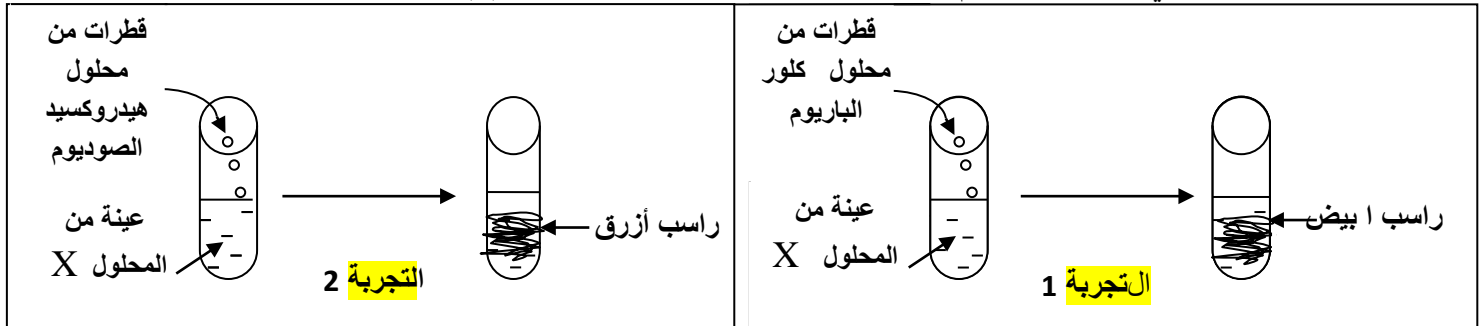 قطرات من
محلول كلور
الباريوم
عينة من
المحلول X
راسب ا بيض
التجربة 1
قطرات من
محلول
هيدروكسيد
الصوديوم
عينة من
المحلول X
راسب أزرق
التجربة 2